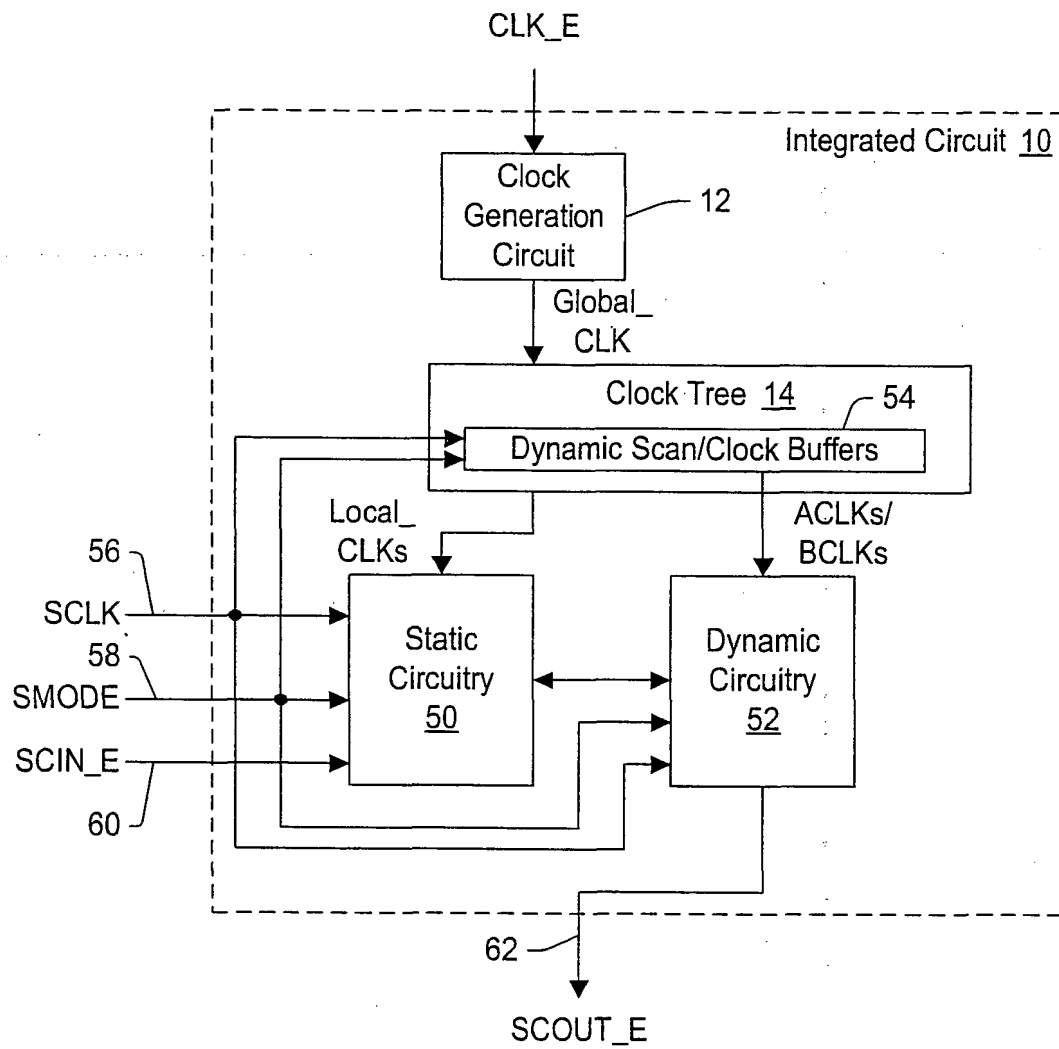 CLK_E
Integrated Circuit 10
Clock
Generation
Circuit
12
Global_
CLK
Clock Tree 14
54
Dynamic Scan/Clock Buffers
Local_
CLKs
ACLKs/
BCLKs
56
SCLK
58
SMODE
SCIN_E
60
Static
Circuitry
50
Dynamic
Circuitry
52
62
SCOUT_E